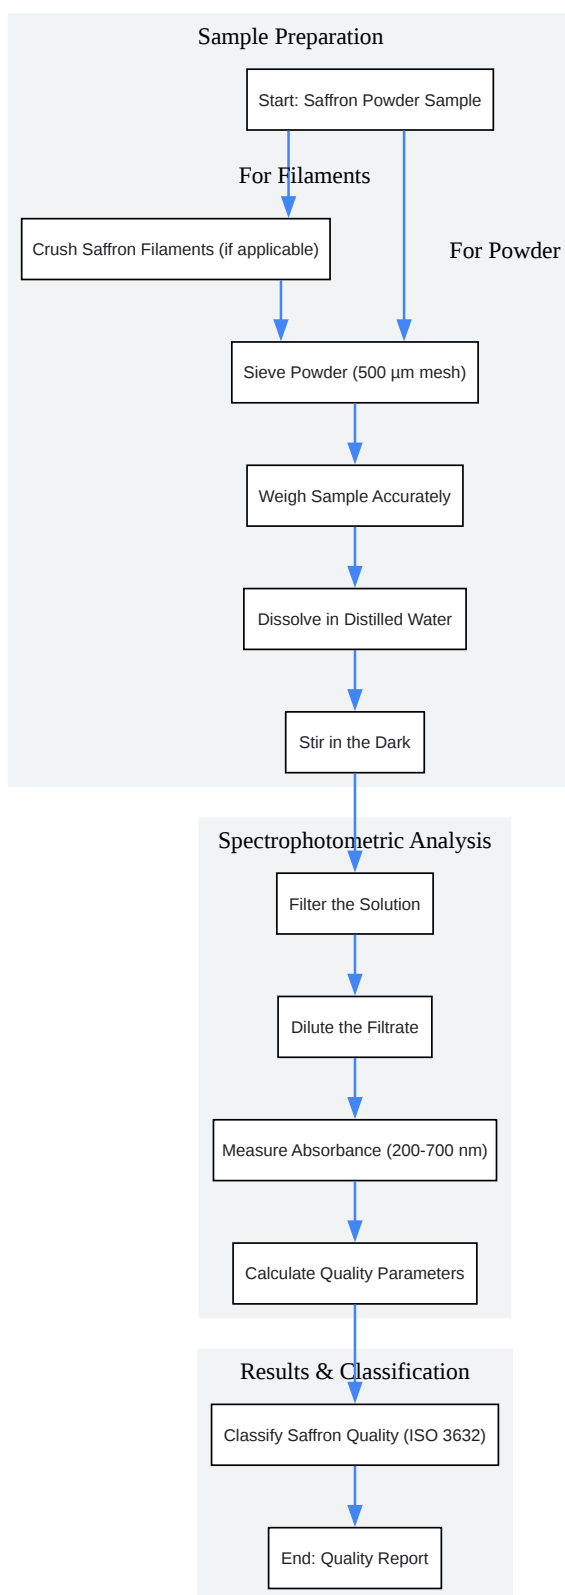 Sample Preparation
Start: Saffron Powder Sample
For Filaments
Crush Saffron Filaments (if applicable)
For Powder
Sieve Powder (500 µm mesh)
Weigh Sample Accurately
Dissolve in Distilled Water
Stir in the Dark
Spectrophotometric Analysis
Filter the Solution
Dilute the Filtrate
Measure Absorbance (200-700 nm)
Calculate Quality Parameters
Results & Classification
Classify Saffron Quality (ISO 3632)
End: Quality Report